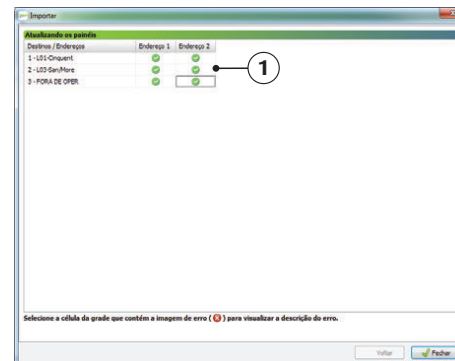 Importar
Atualizando os painéis
Destinos / Endereços Endereço 1 Endereço 2
1 - L01-Cinquent
2 - L03-San/More
3 - FORA DE OPER.
1
Selecione a célula da grade que contém a imagem de erro ( ) para visualizar a descrição do erro.
Voltar Fechar